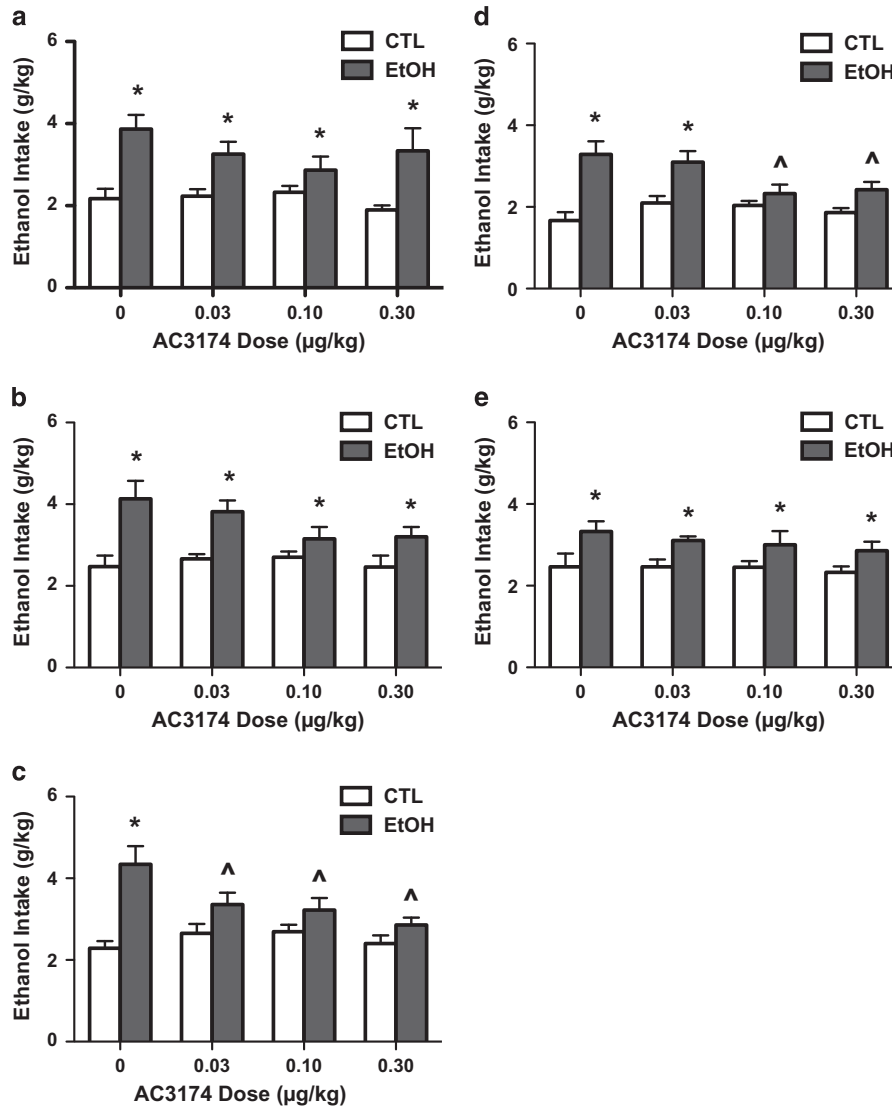 a
CTL
EtOH
Ethanol Intake (g/kg)
6
4
2
0
* * * *
0 0.03 0.10 0.30
AC3174 Dose (µg/kg)
d
CTL
EtOH
Ethanol Intake (g/kg)
6
4
2
0
* * ^ ^
0 0.03 0.10 0.30
AC3174 Dose (µg/kg)
b
CTL
EtOH
Ethanol Intake (g/kg)
6
4
2
0
* * * *
0 0.03 0.10 0.30
AC3174 Dose (µg/kg)
e
CTL
EtOH
Ethanol Intake (g/kg)
6
4
2
0
* * * *
0 0.03 0.10 0.30
AC3174 Dose (µg/kg)
c
CTL
EtOH
Ethanol Intake (g/kg)
6
4
2
0
* ^ ^ ^
0 0.03 0.10 0.30
AC3174 Dose (µg/kg)